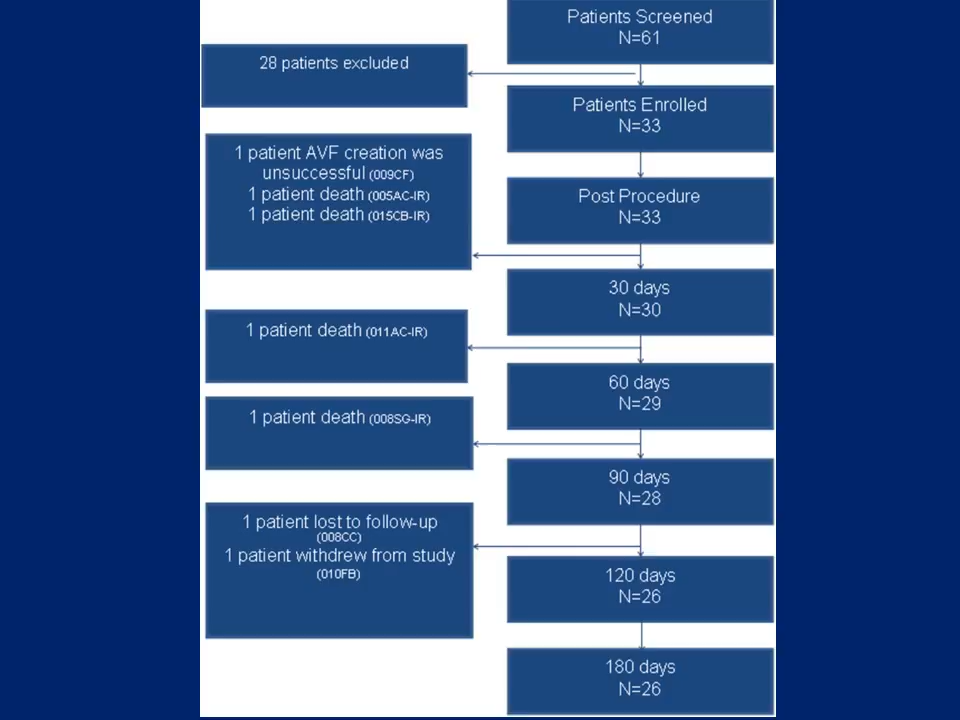 Patients Screened
N=61
28 patients excluded
Patients Enrolled
N=33
1 patient AVF creation was
unsuccessful (009CF)
1 patient death (005AC-IR)
1 patient death (015CB-IR)
Post Procedure
N=33
30 days
N=30
1 patient death (011AC-IR)
60 days
N=29
1 patient death (008SG-IR)
90 days
N=28
1 patient lost to follow-up
(008CC)
1 patient withdrew from study
(010FB)
120 days
N=26
180 days
N=26